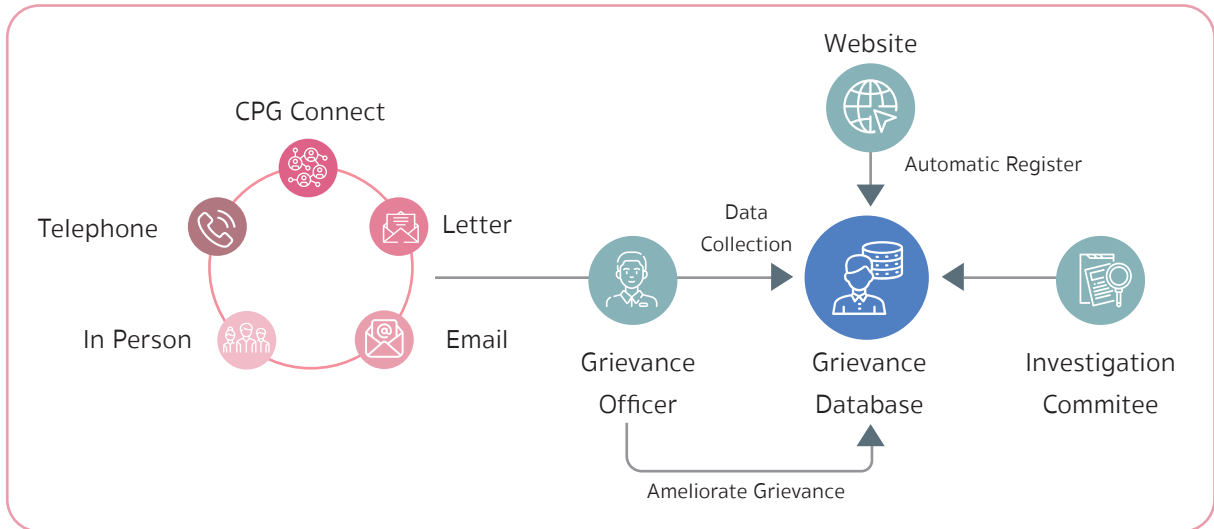 Website
CPG Connect
Automatic Register
Telephone
Letter
Data
Collection
In Person
Email
Grievance
Officer
Grievance
Database
Investigation
Commitee
Ameliorate Grievance